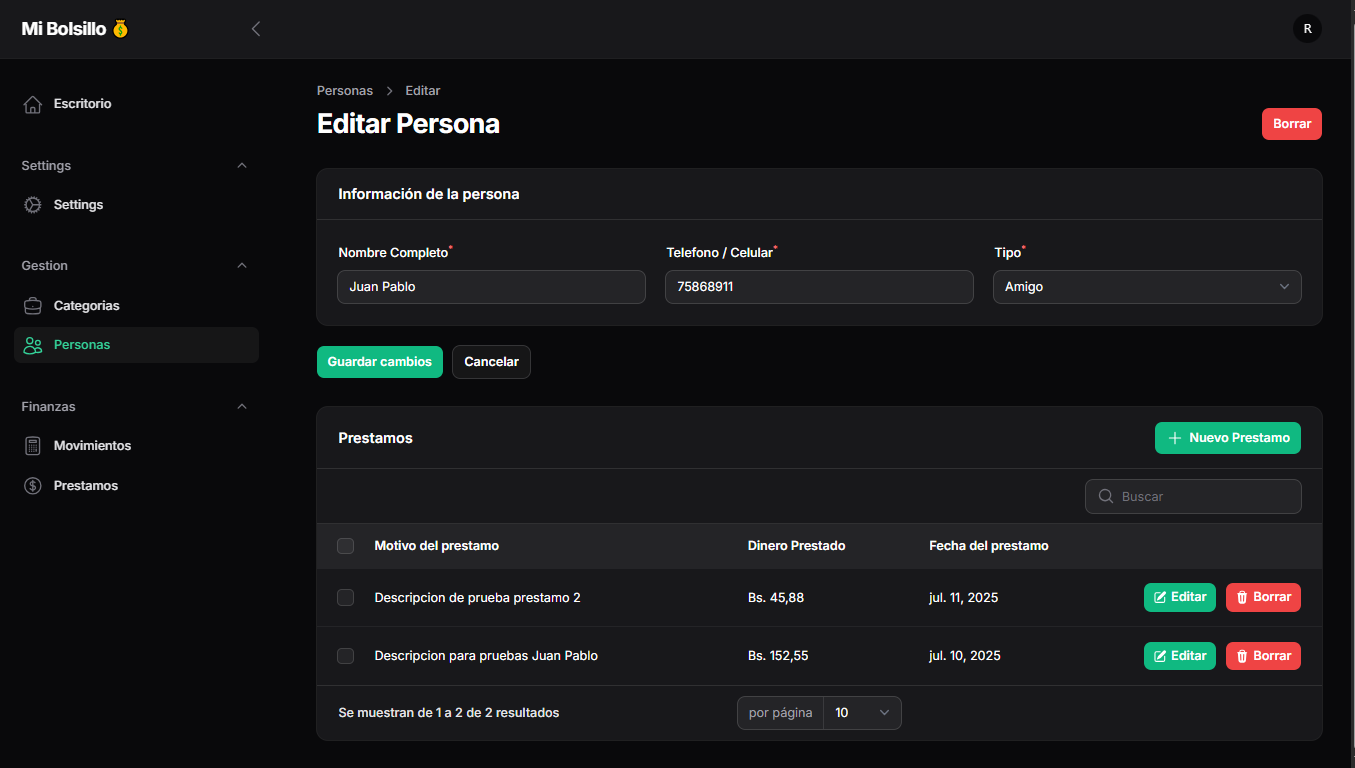 Mi Bolsillo 💰
R
Escritorio
Settings
Settings
Gestion
Categorias
Personas
Finanzas
Movimientos
Prestamos
Personas > Editar
Editar Persona
Borrar
Información de la persona
Nombre Completo* Telefono / Celular* Tipo*
Juan Pablo 75868911 Amigo
Guardar cambios Cancelar
Prestamos + Nuevo Prestamo
Buscar
Motivo del prestamo Dinero Prestado Fecha del prestamo
Descripcion de prueba prestamo 2 Bs. 45,88 jul. 11, 2025 Editar Borrar
Descripcion para pruebas Juan Pablo Bs. 152,55 jul. 10, 2025 Editar Borrar
Se muestran de 1 a 2 de 2 resultados por página 10